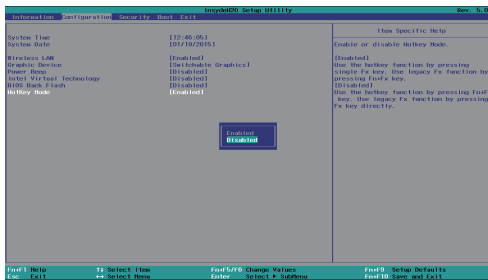 InsydeH20 Setup Utility Rev. 5.0
Information Configuration Security Boot Exit
System Time [12:46:05]
System Date [01/19/2015]
Wireless LAN [Enabled]
Graphic Device [Switchable Graphics]
Power Beep [Disabled]
Intel Virtual Technology [Disabled]
BIOS Back Flash [Disabled]
HotKey Mode [Enabled]
Enabled
Disabled
Item Specific Help
Enable or disable Hotkey Mode.
[Enabled]
Use the hotkey function by pressing
single Fx key. Use legacy Fx function by
pressing Fn+Fx key.
[Disabled]
Use the hotkey function by pressing Fn+F
key. Use legacy Fx function by pressing
Fx key directly.
Fn+F1 Help ↑↓ Select Item Fn+F5/F6 Change Values Fn+F9 Setup Defaults
Esc Exit ↔ Select Menu Enter Select ▶ SubMenu Fn+F10 Save and Exit